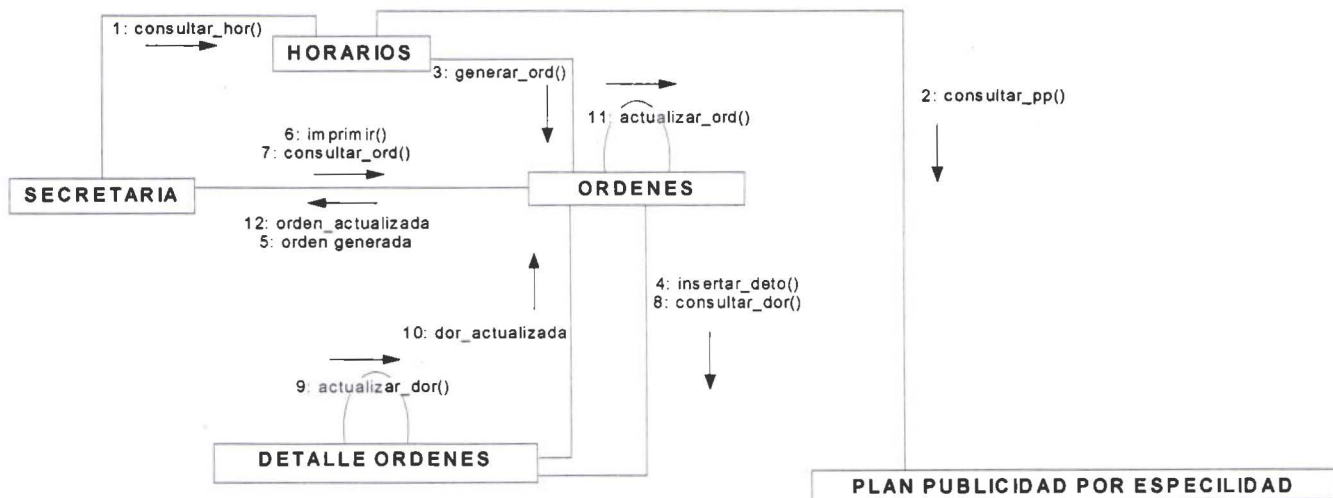 1: consultar_hor()
HORARIOS
3: generar_ord()
2: consultar_pp()
11: actualizar_ord()
6: imprimir()
7: consultar_ord()
SECRETARIA
ORDENES
12: orden_actualizada
5: orden generada
4: insertar_deto()
8: consultar_dor()
10: dor_actualizada
9: actualizar_dor()
DETALLE ORDENES
PLAN PUBLICIDAD POR ESPECILIDAD